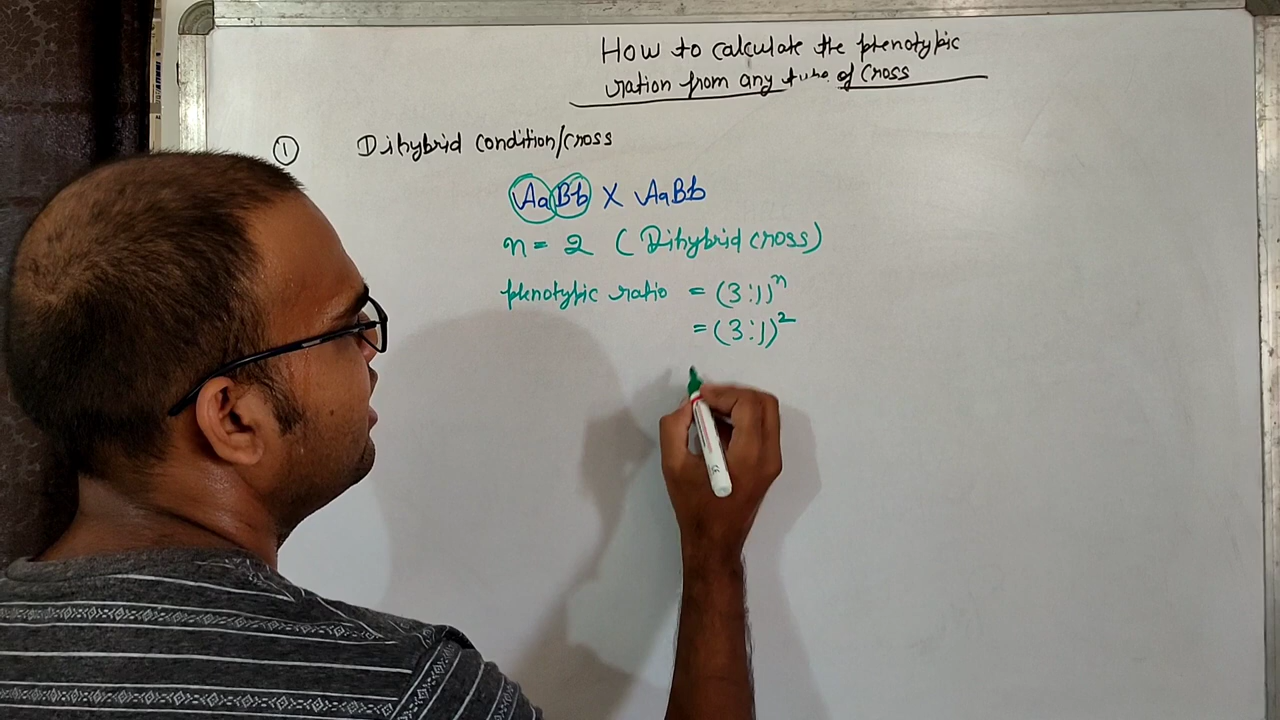 How to calculate the phenotypic
ration from any of Cross
① Dihybrid condition/cross
AaBb X AaBb
n = 2 (Dihybrid cross)
phenotypic ratio = (3:1)ⁿ
= (3:1)²